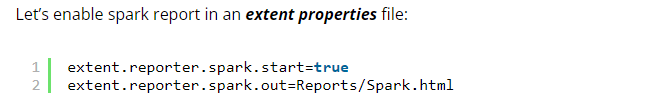 Let’s enable spark report in an extent properties file:
1 extent.reporter.spark.start=true
2 extent.reporter.spark.out=Reports/Spark.html